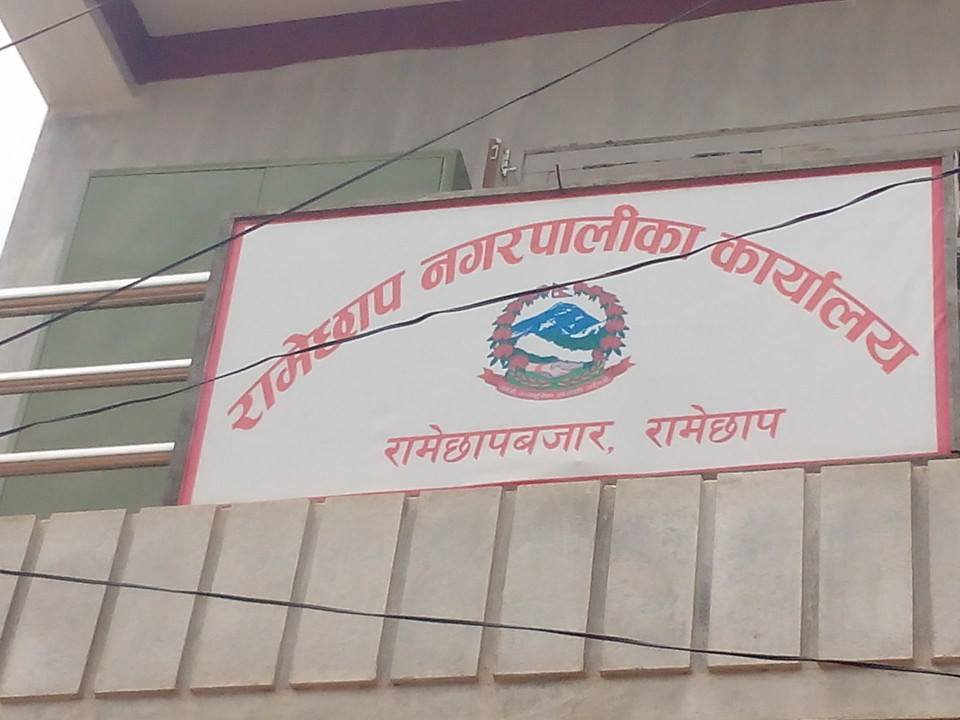 रामेछाप नगरपालीका कार्यालय
रामेछापबजार, रामेछाप